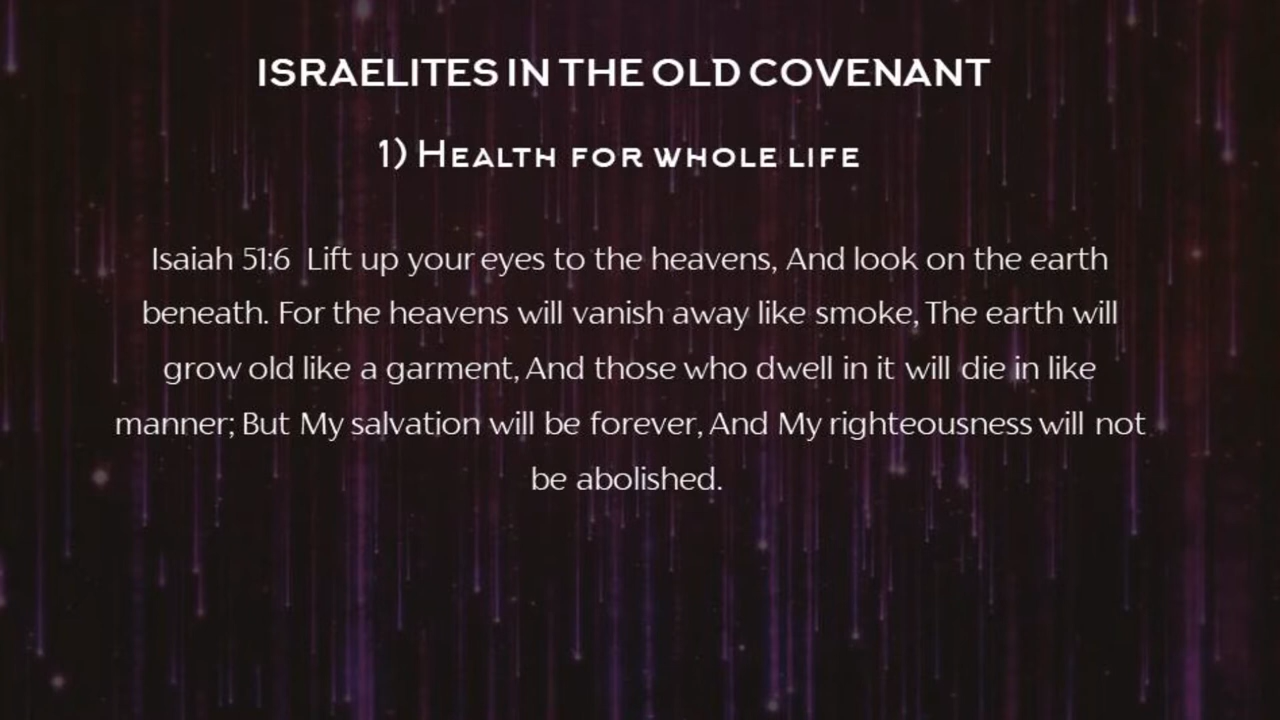 ISRAELITES IN THE OLD COVENANT
1) HEALTH FOR WHOLE LIFE
Isaiah 51:6  Lift up your eyes to the heavens, And look on the earth
beneath. For the heavens will vanish away like smoke, The earth will
grow old like a garment, And those who dwell in it will die in like
manner; But My salvation will be forever, And My righteousness will not
be abolished.